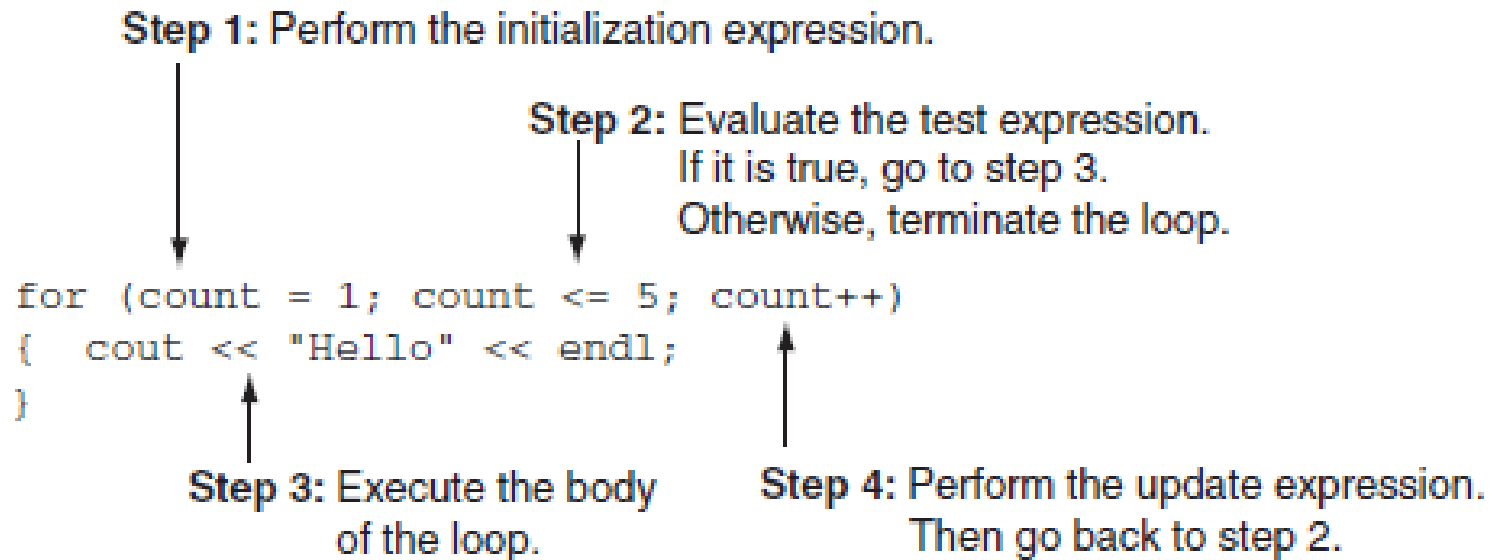 Step 1: Perform the initialization expression.
Step 2: Evaluate the test expression.
If it is true, go to step 3.
Otherwise, terminate the loop.
for (count = 1; count <= 5; count++)
{  cout << "Hello" << endl;
}
Step 3: Execute the body
of the loop.
Step 4: Perform the update expression.
Then go back to step 2.